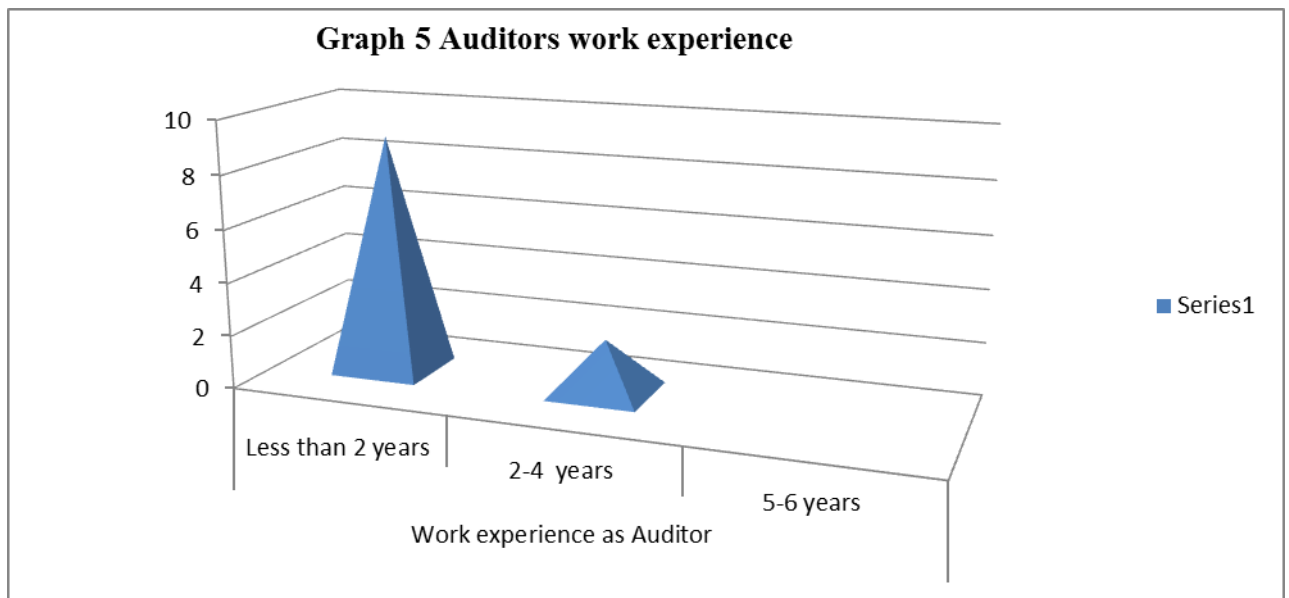 Graph 5 Auditors work experience
10
8
6
4
2
0
Series1
Less than 2 years
2-4 years
5-6 years
Work experience as Auditor